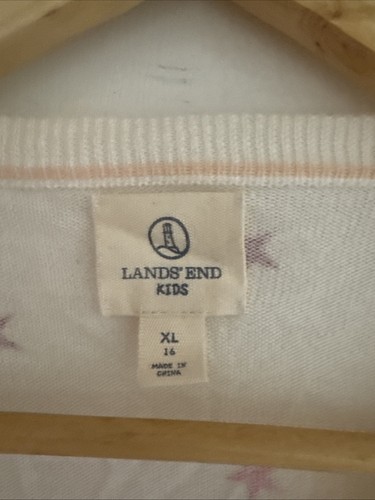 LANDS' END
KIDS
XL
16
MADE IN
CHINA